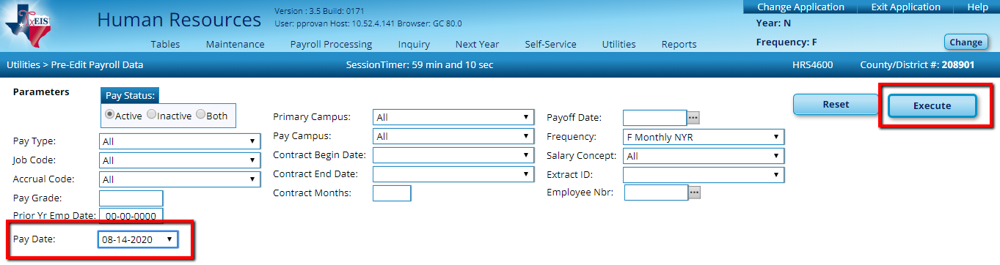 TxEIS
Human Resources
Version : 3.5 Build: 0171
User: pprovan Host: 10.52.4.141 Browser: GC 80.0
Change Application Exit Application Help
Year: N
Frequency: F Change
Tables Maintenance Payroll Processing Inquiry Next Year Self-Service Utilities Reports
Utilities > Pre-Edit Payroll Data SessionTimer: 59 min and 10 sec HRS4600 County/District #: 208901
Parameters Pay Status:
Active Inactive Both
Reset Execute
Primary Campus: All Payoff Date: ...
Pay Type: All Pay Campus: All Frequency: F Monthly NYR
Job Code: All Contract Begin Date: Salary Concept: All
Accrual Code: All Contract End Date: Extract ID:
Pay Grade: Contract Months: Employee Nbr: ...
Prior Yr Emp Date: 00-00-0000
Pay Date: 08-14-2020